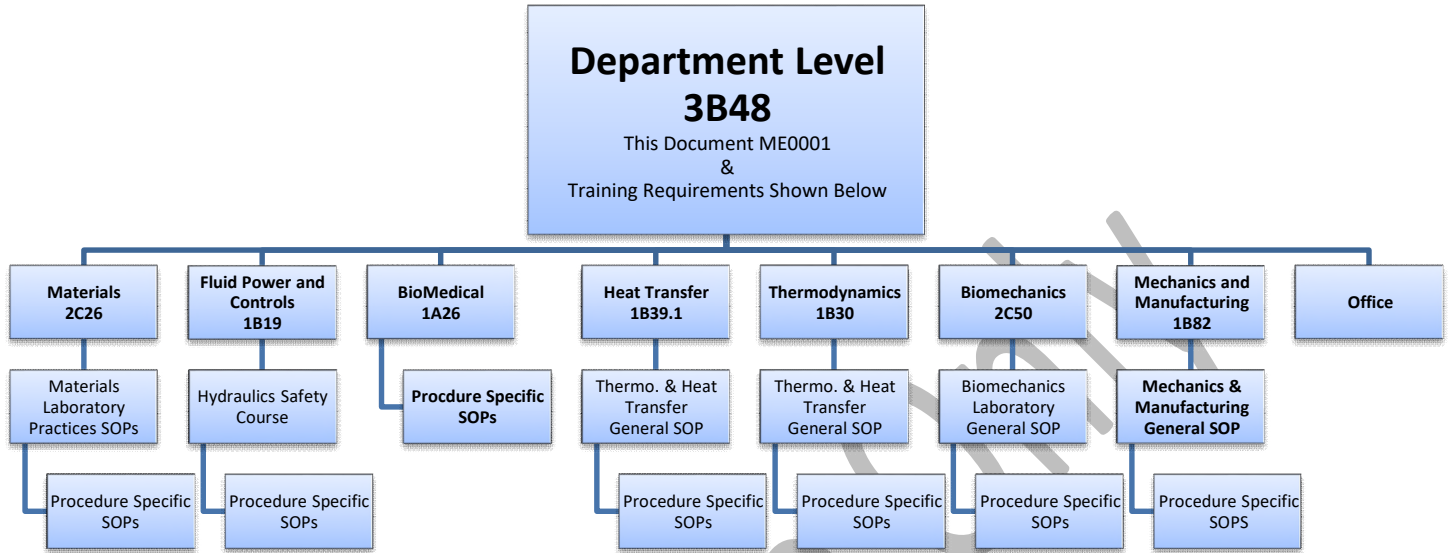 Department Level
3B48
This Document ME0001
&
Training Requirements Shown Below
Materials
2C26
Fluid Power and
Controls
1B19
BioMedical
1A26
Heat Transfer
1B39.1
Thermodynamics
1B30
Biomechanics
2C50
Mechanics and
Manufacturing
1B82
Office
Materials
Laboratory
Practices SOPs
Hydraulics Safety
Course
Procdure Specific
SOPs
Thermo. & Heat
Transfer
General SOP
Thermo. & Heat
Transfer
General SOP
Biomechanics
Laboratory
General SOP
Mechanics &
Manufacturing
General SOP
Procedure Specific
SOPs
Procedure Specific
SOPs
Procedure Specific
SOPs
Procedure Specific
SOPs
Procedure Specific
SOPs
Procedure Specific
SOPS